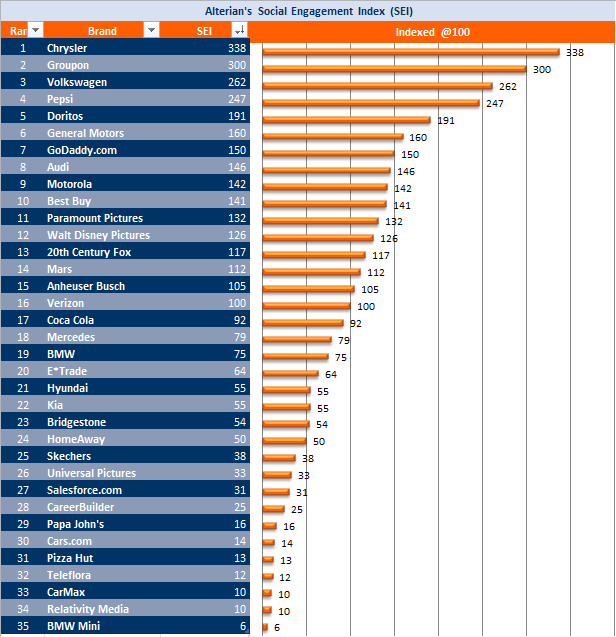 Alterian's Social Engagement Index (SEI)
Ran Brand SEI Indexed @100
1 Chrysler 338 338
2 Groupon 300 300
3 Volkswagen 262 262
4 Pepsi 247 247
5 Doritos 191 191
6 General Motors 160 160
7 GoDaddy.com 150 150
8 Audi 146 146
9 Motorola 142 142
10 Best Buy 141 141
11 Paramount Pictures 132 132
12 Walt Disney Pictures 126 126
13 20th Century Fox 117 117
14 Mars 112 112
15 Anheuser Busch 105 105
16 Verizon 100 100
17 Coca Cola 92 92
18 Mercedes 79 79
19 BMW 75 75
20 E*Trade 64 64
21 Hyundai 55 55
22 Kia 55 55
23 Bridgestone 54 54
24 HomeAway 50 50
25 Skechers 38 38
26 Universal Pictures 33 33
27 Salesforce.com 31 31
28 CareerBuilder 25 25
29 Papa John's 16 16
30 Cars.com 14 14
31 Pizza Hut 13 13
32 Teleflora 12 12
33 CarMax 10 10
34 Relativity Media 10 10
35 BMW Mini 6 6